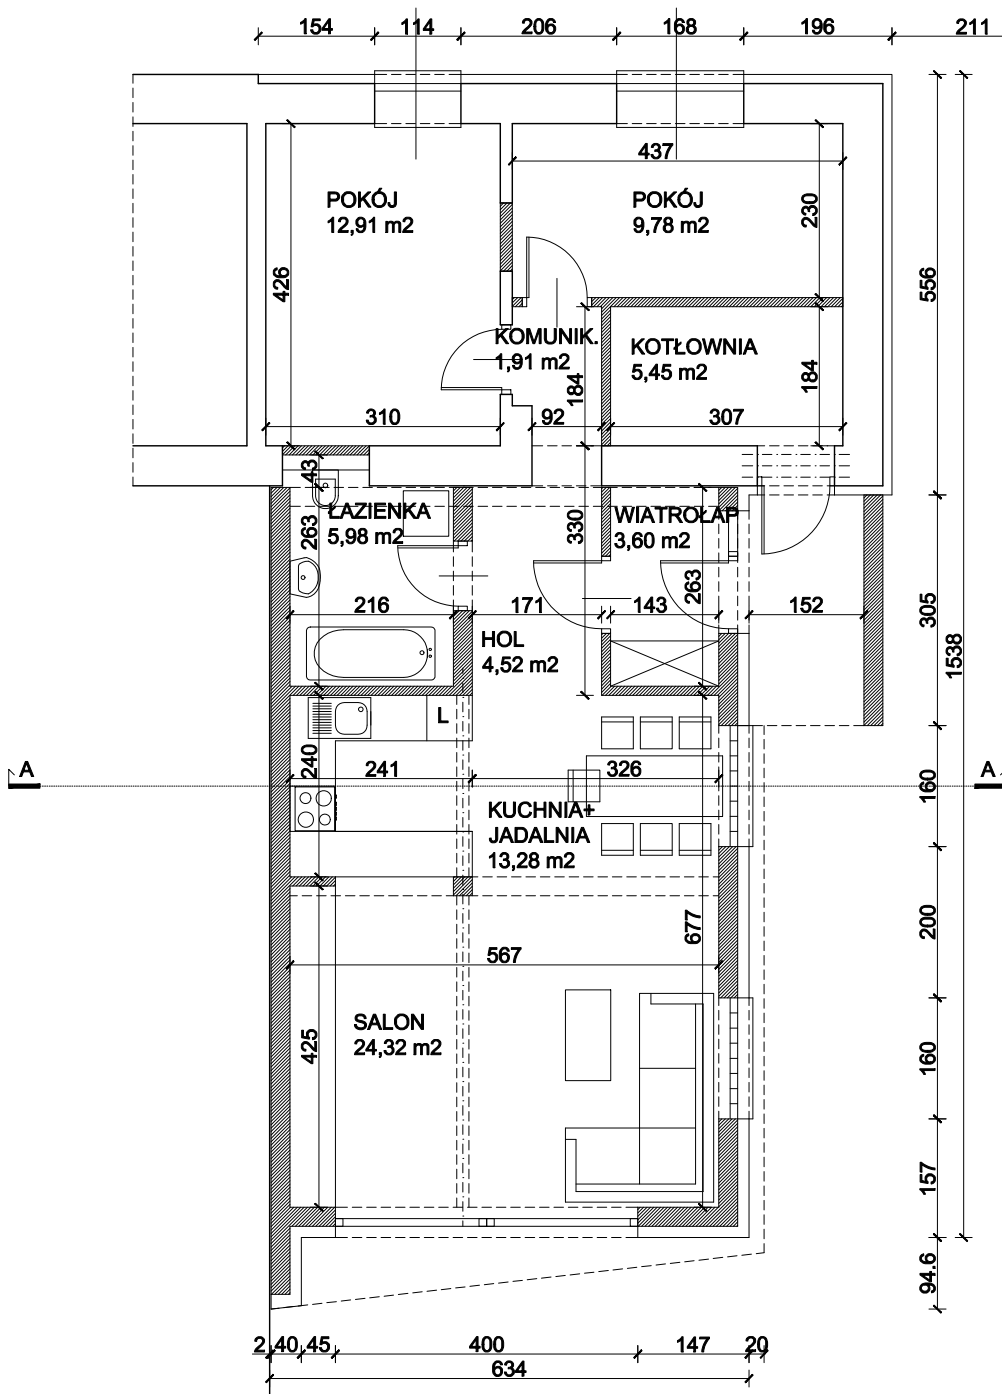 154 114 206 168 196 211
437
POKÓJ
12,91 m2
POKÓJ
9,78 m2
230
426
556
KOMUNIK.
1,91 m2
KOTŁOWNIA
5,45 m2
184
184
310 92 307
43
ŁAZIENKA
5,98 m2
263
330
WIATROŁAP
3,60 m2
263
216 171 143 152
305
1538
HOL
4,52 m2
L
A
240
241 326
160
A
KUCHNIA+
JADALNIA
13,28 m2
677
200
567
SALON
24,32 m2
425
160
157
94.6
2 40 45 400 147 20
634